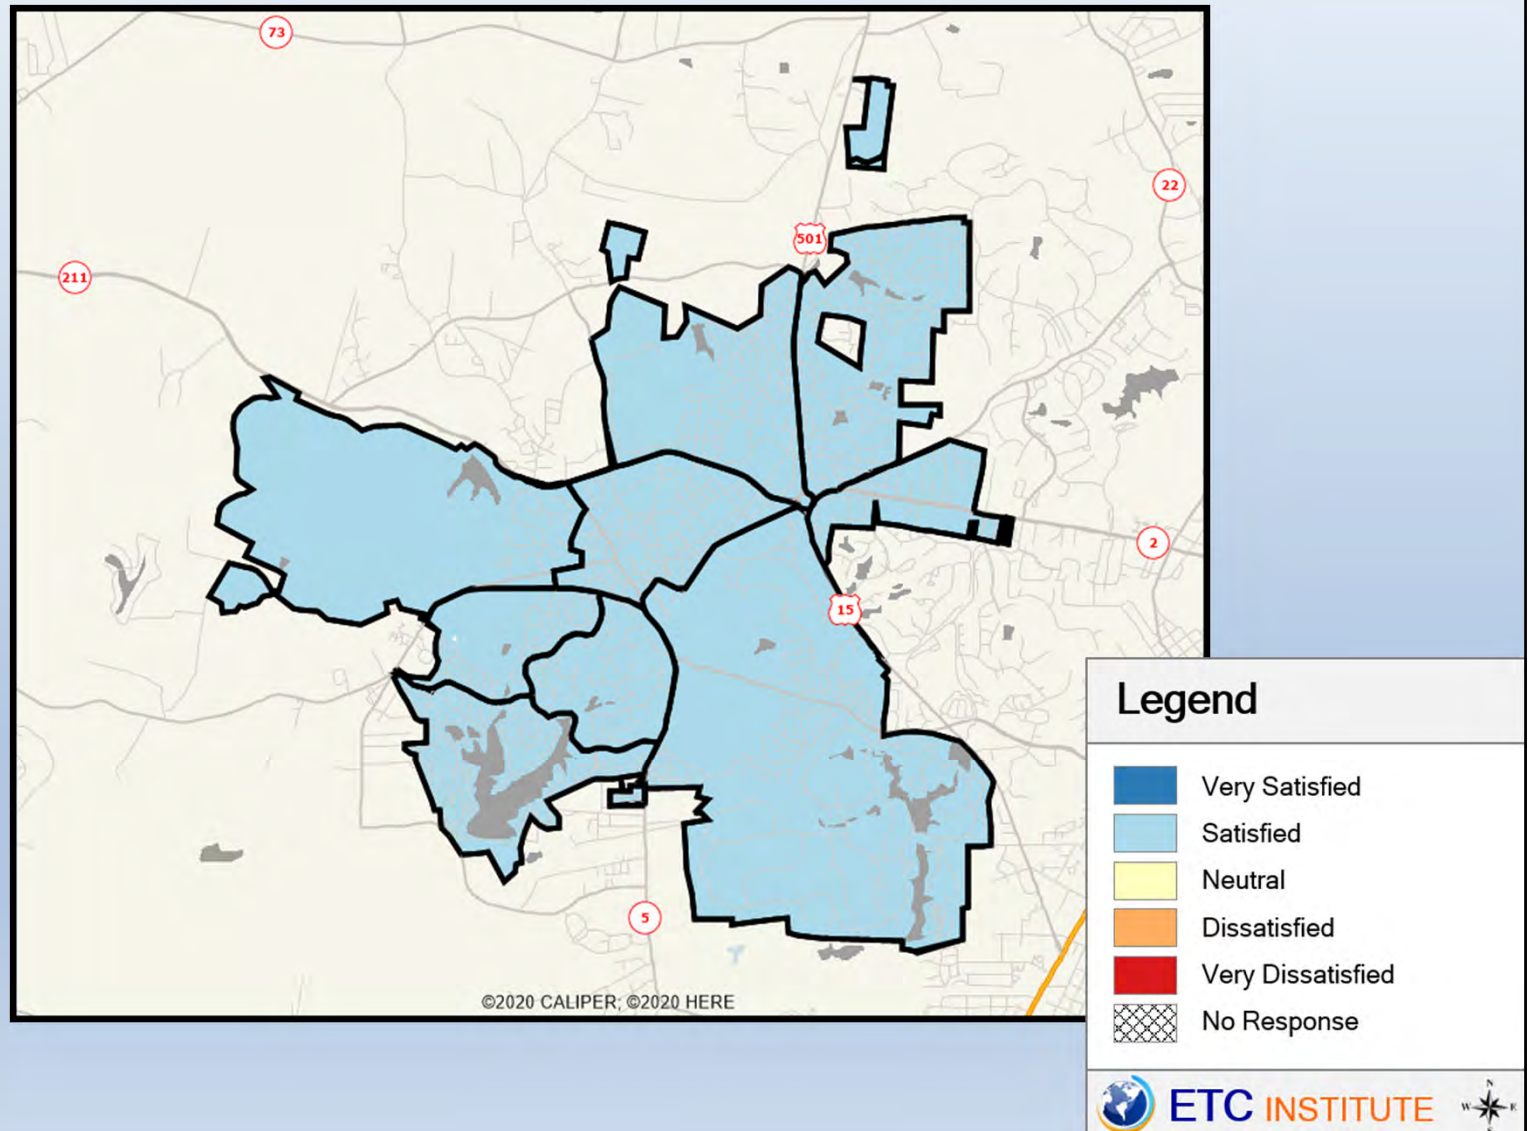 73
22
501
211
2
15
5
©2020 CALIPER; ©2020 HERE
Legend
Very Satisfied
Satisfied
Neutral
Dissatisfied
Very Dissatisfied
No Response
ETC INSTITUTE
N
W E
S